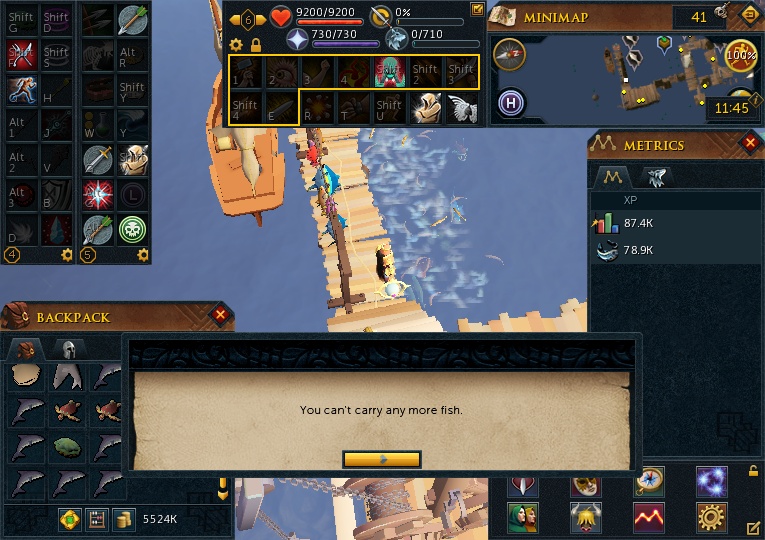 Shift
G
Shift
D
Shift
S
Shift
F
Alt
R
H
Shift
Y
Alt
1
J
W
Y
Alt
2
V
Alt
3
B
L
D
4
5
6
9200/9200
0%
730/730
0/710
1
2
3
4
Shift
2
Shift
3
Shift
4
E
R
T
Shift
U
MINIMAP
41
100%
H
11:45
METRICS
XP
87.4K
78.9K
BACKPACK
You can't carry any more fish.
5524K